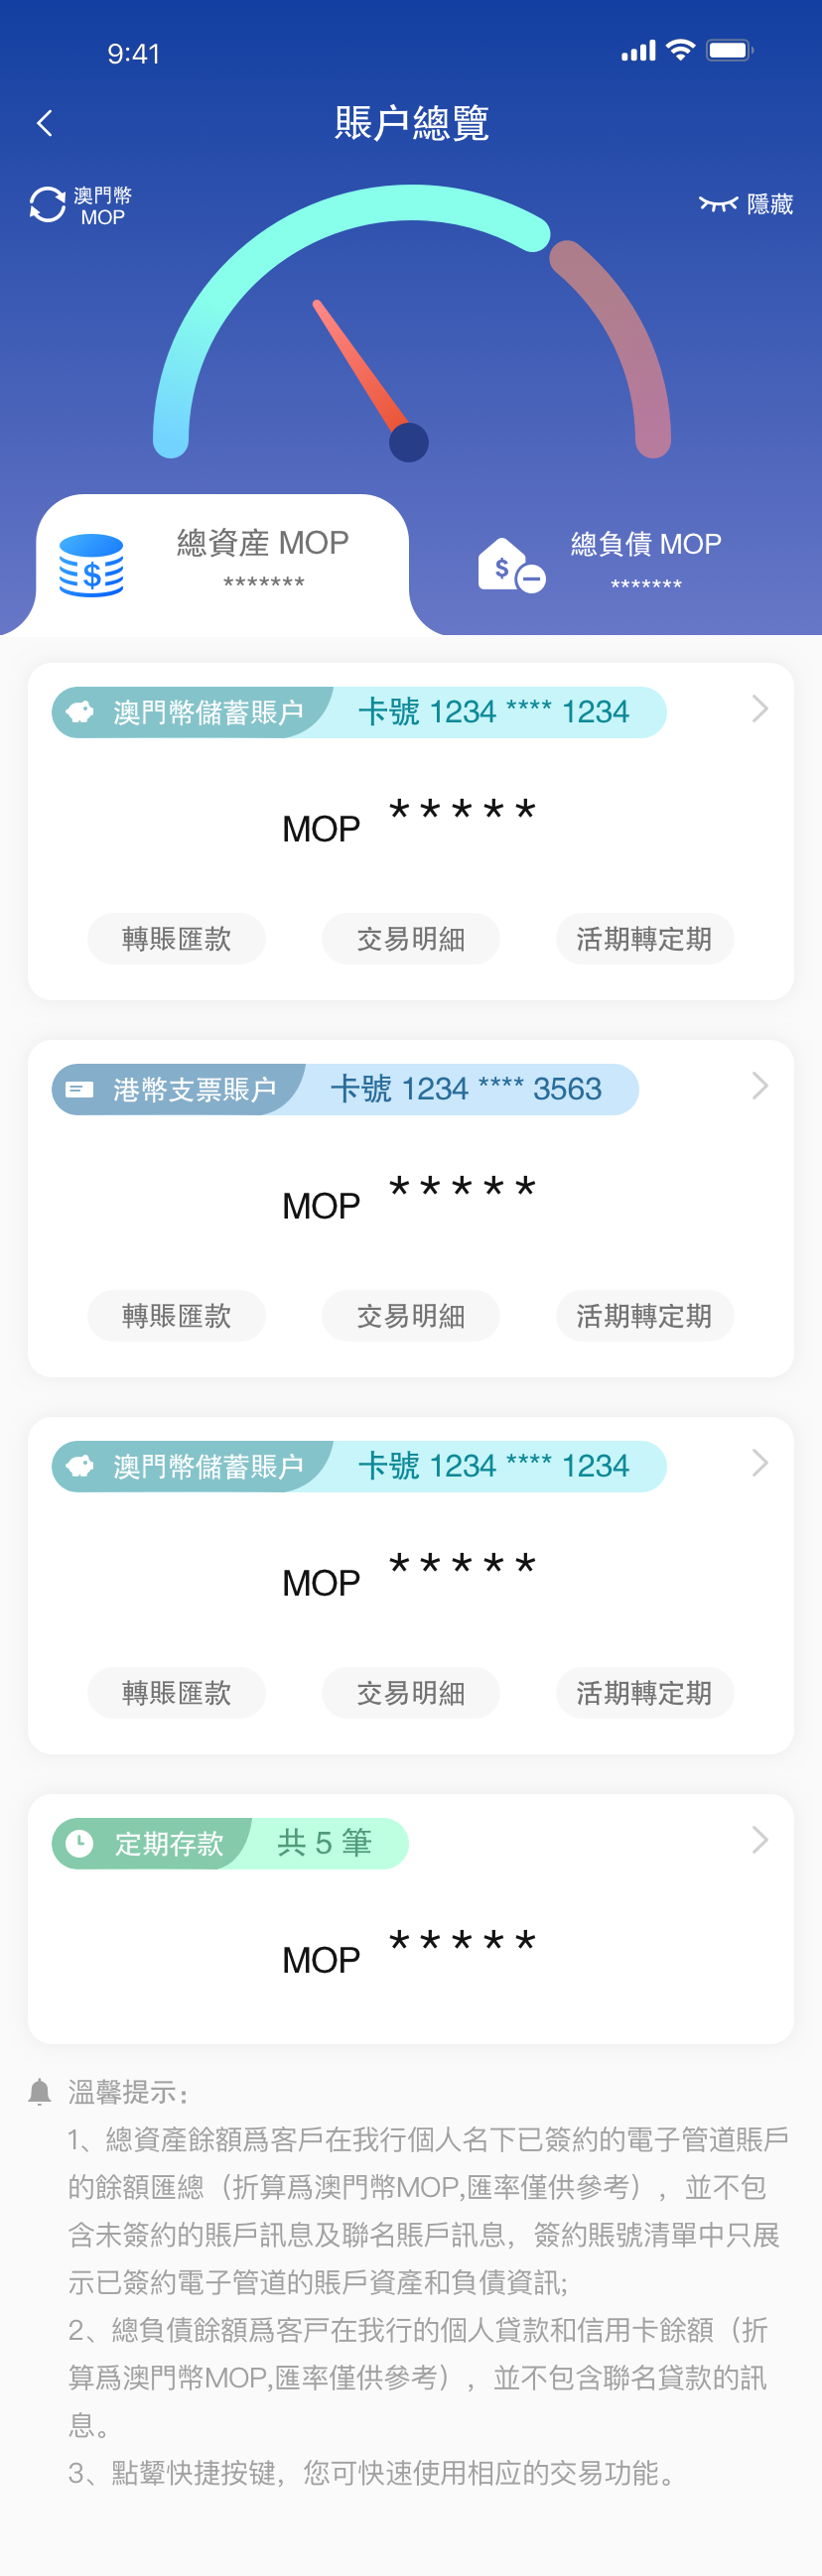 9:41
賬户總覽
澳門幣
MOP
隱藏
總資産 MOP
*******
總負債 MOP
*******
澳門幣儲蓄賬户
卡號 1234 **** 1234
MOP *****
轉賬匯款
交易明細
活期轉定期
港幣支票賬户
卡號 1234 **** 3563
MOP *****
轉賬匯款
交易明細
活期轉定期
澳門幣儲蓄賬户
卡號 1234 **** 1234
MOP *****
轉賬匯款
交易明細
活期轉定期
定期存款
共 5 筆
MOP *****
溫馨提示：
1、總資產餘額爲客戶在我行個人名下已簽約的電子管道賬戶
的餘額匯總（折算爲澳門幣MOP,匯率僅供參考），並不包
含未簽約的賬戶訊息及聯名賬戶訊息，簽約賬號清單中只展
示已簽約電子管道的賬戶資產和負債資訊;
2、總負債餘額爲客戸在我行的個人貸款和信用卡餘額（折
算爲澳門幣MOP,匯率僅供參考），並不包含聯名貸款的訊
息。
3、點顰快捷按键，您可快速使用相应的交易功能。